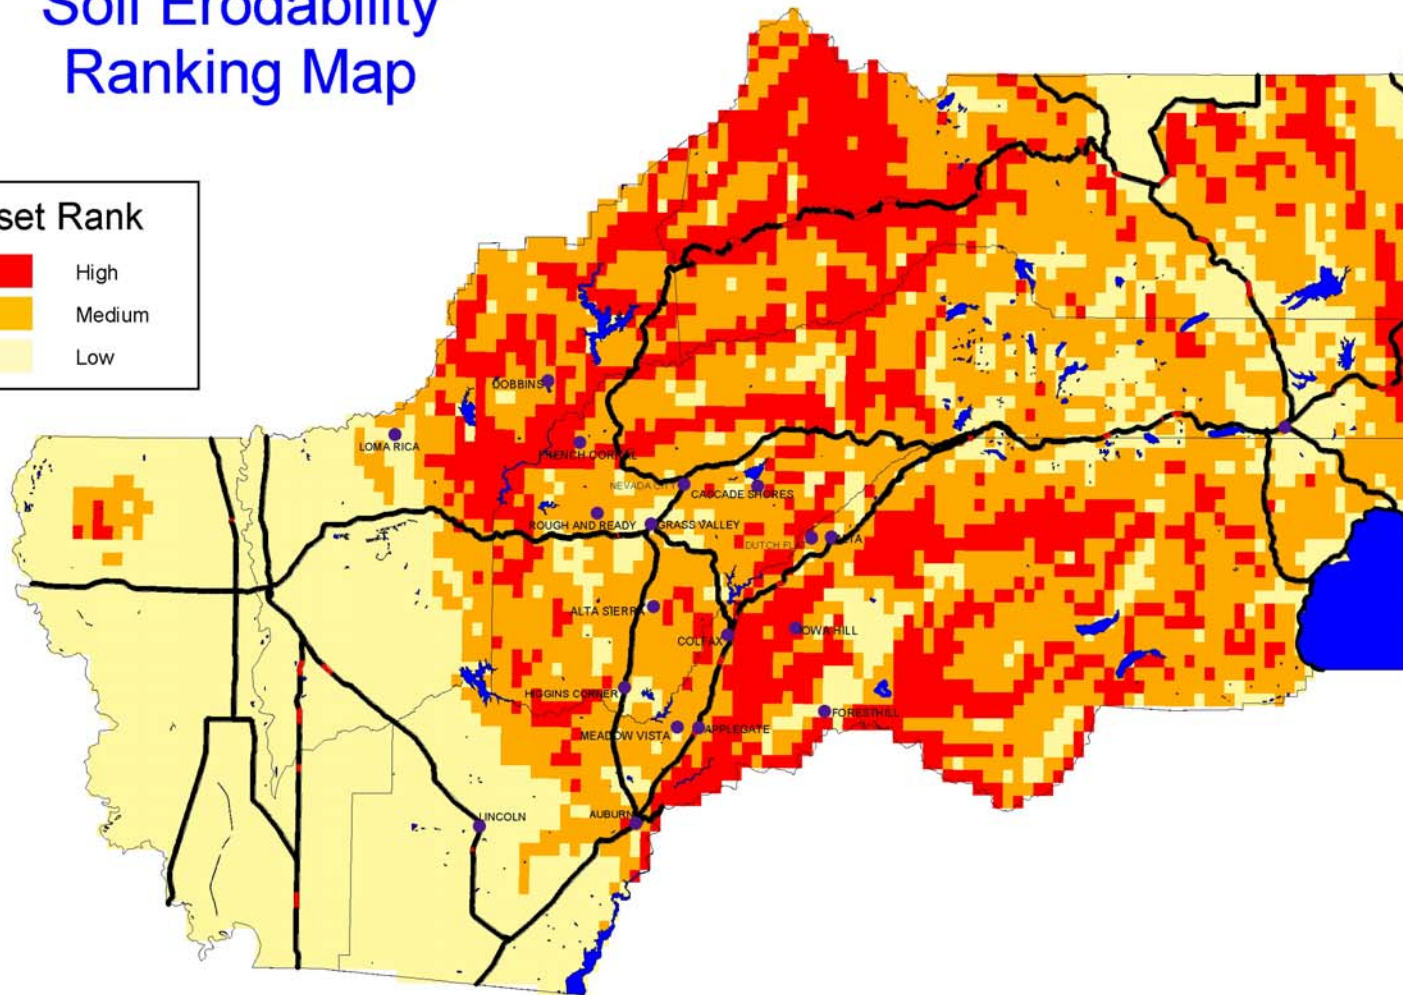 Soil Erodability
Ranking Map
set Rank
High
Medium
Low
DOBBINS
LOMA RICA
FRENCH CORRAL
NEVADA CITY
CASCADE SHORES
ROUGH AND READY
GRASS VALLEY
DUTCH FLAT
ALTA
ALTA SIERRA
COLFAX
IOWA HILL
HIGGINS CORNER
FORESTHILL
MEADOW VISTA
APPLEGATE
LINCOLN
AUBURN